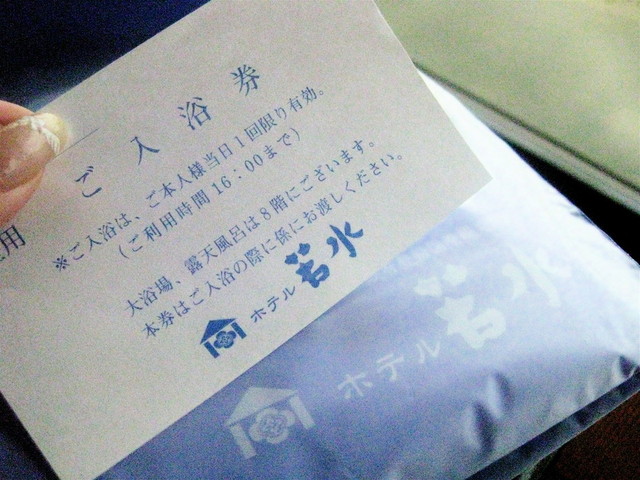 ご入浴券
用
※ご入浴は、ご本人様当日1回限り有効。
（ご利用時間16：00まで）
大浴場、露天風呂は8階にございます。
本券はご入浴の際に係にお渡しください。
ホテル若水
ホテル若水